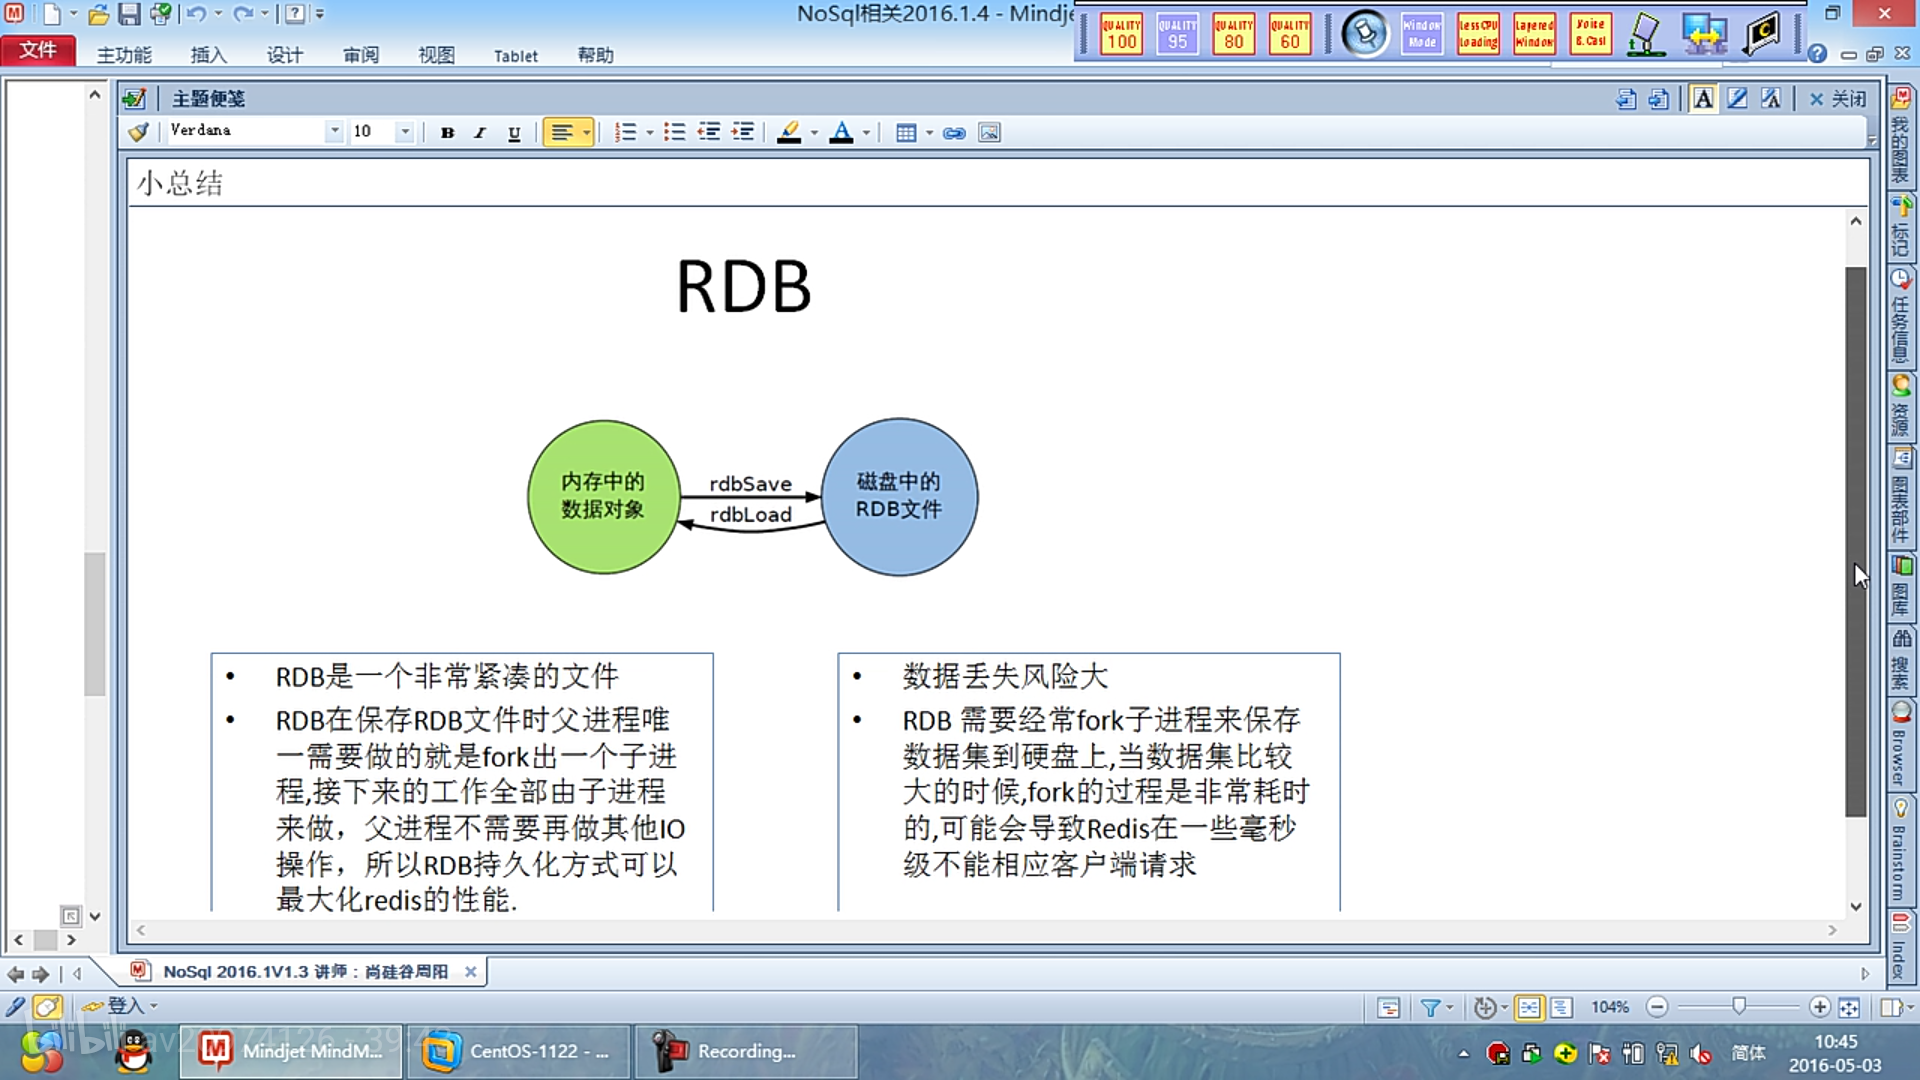 NoSql相关2016.1.4 - Mindje
QUALITY 100
QUALITY 95
QUALITY 80
QUALITY 60
Window Mode
LessCPU Loading
Layered Window
文件
主功能
插入
设计
审阅
视图
Tablet
帮助
主题便笺
关闭
Verdana
10
B I U
小总结
RDB
内存中的
数据对象
rdbSave
rdbLoad
磁盘中的
RDB文件
• RDB是一个非常紧凑的文件
• RDB在保存RDB文件时父进程唯
一需要做的就是fork出一个子进
程,接下来的工作全部由子进程
来做，父进程不需要再做其他IO
操作，所以RDB持久化方式可以
最大化redis的性能.
• 数据丢失风险大
• RDB 需要经常fork子进程来保存
数据集到硬盘上,当数据集比较
大的时候,fork的过程是非常耗时
的,可能会导致Redis在一些毫秒
级不能相应客户端请求
我的图表
标记
任务信息
资源
图表部件
图库
搜索
Browser
Brainstorm
Index
NoSql 2016.1V1.3 讲师：尚硅谷周阳
登入
104%
Mindjet MindM...
CentOS-1122 - ...
Recording...
简体
10:45
2016-05-03